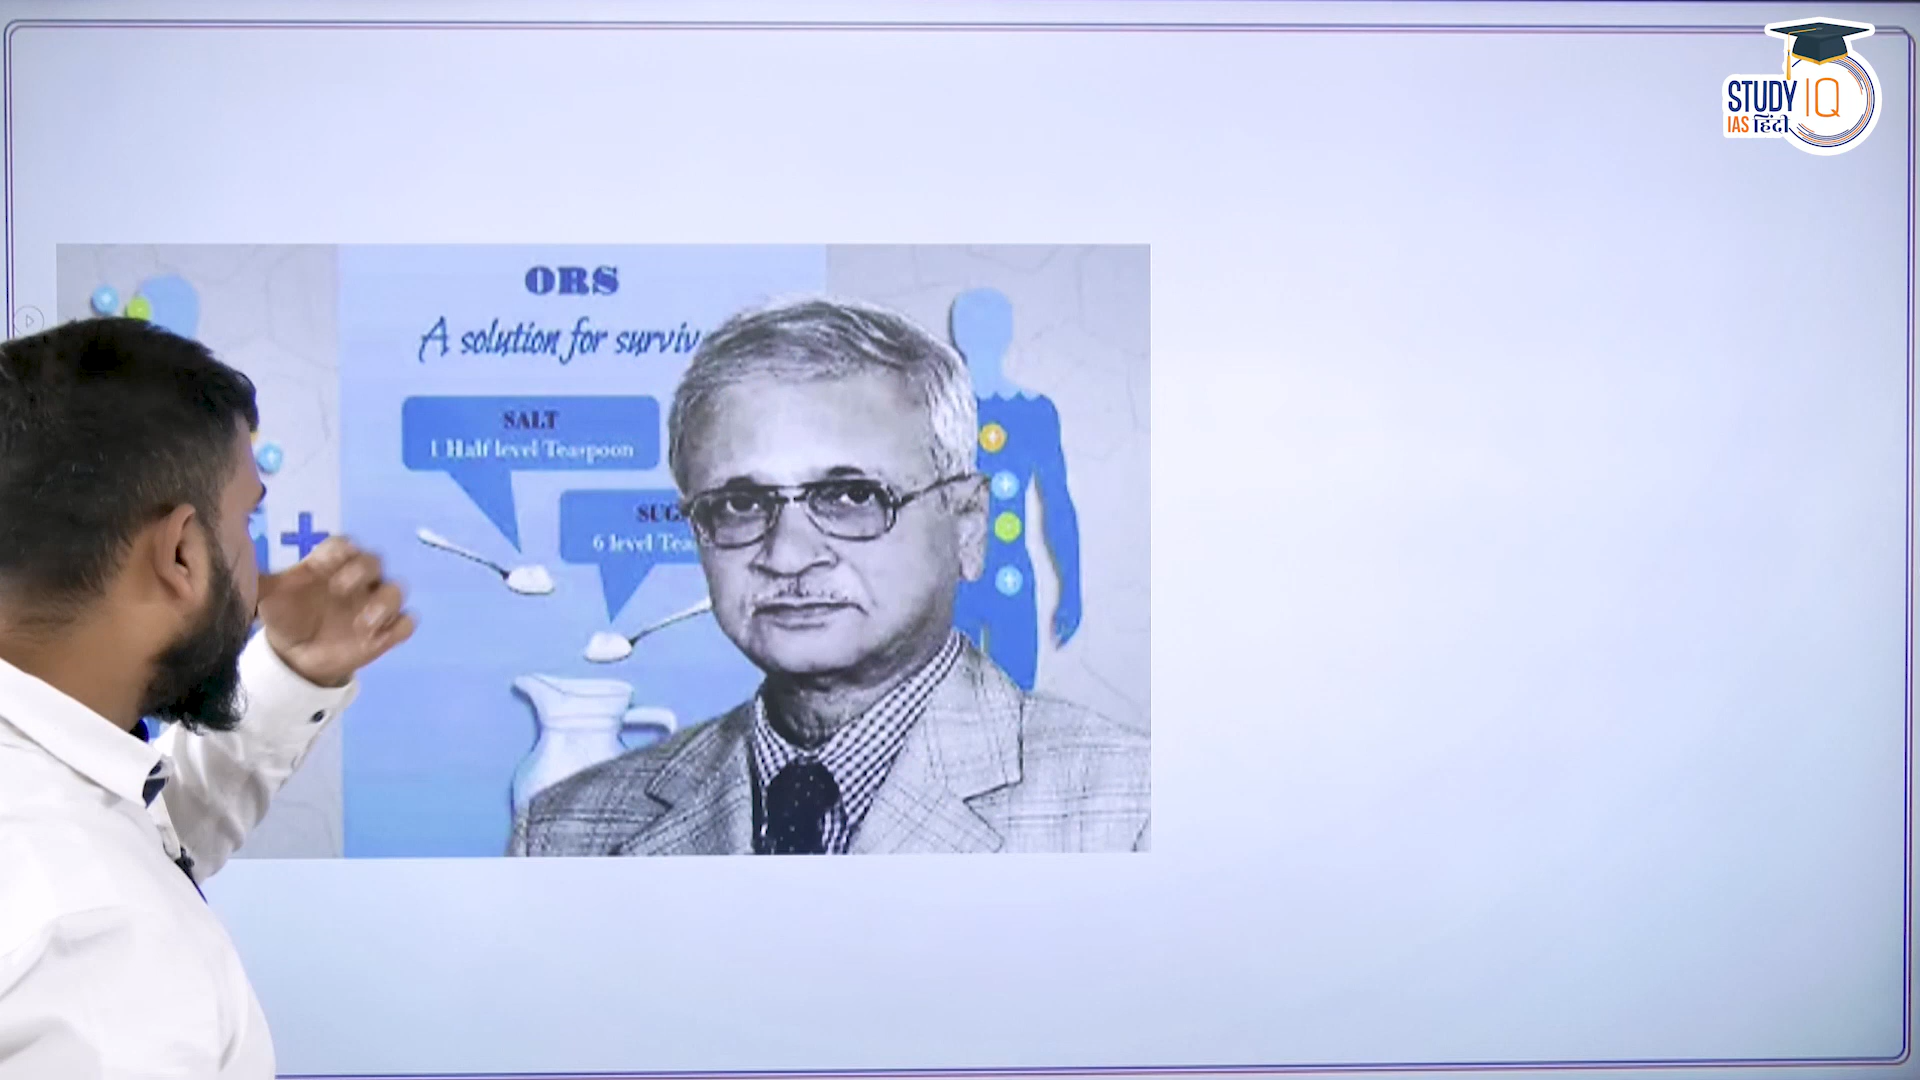 STUDY IQ
IAS हिंदी
ORS
A solution for surviv
SALT
1 Half level Teaspoon
SUG
6 level Tea